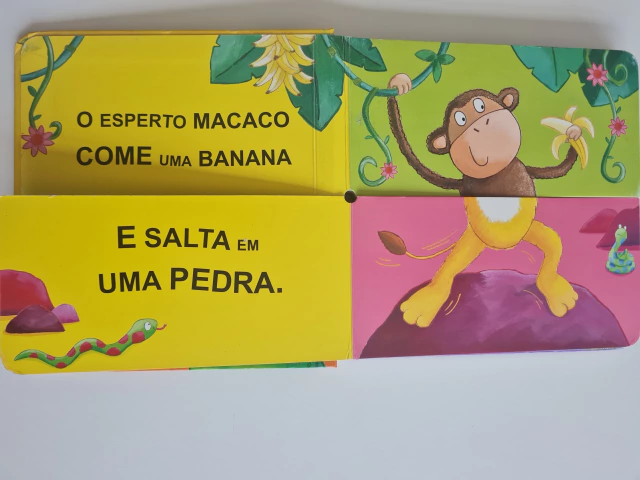 O ESPERTO MACACO
COME UMA BANANA
E SALTA EM
UMA PEDRA.